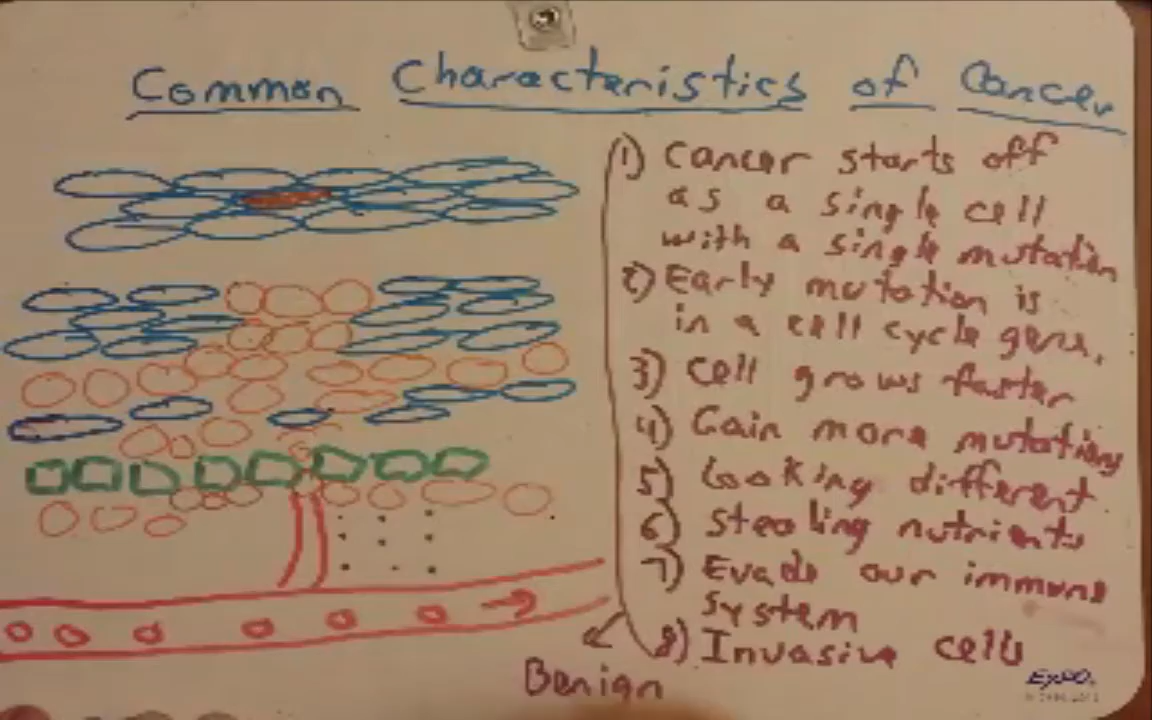 Common Characteristics of Cancer
1) Cancer starts off
as a single cell
with a single mutation
2) Early mutation is
in a cell cycle gene.
3) Cell grows faster
4) Gain more mutations
5) Looking different
6) Stealing nutrients
7) Evade our immune
system
8) Invasive cells
Benign
EXPO